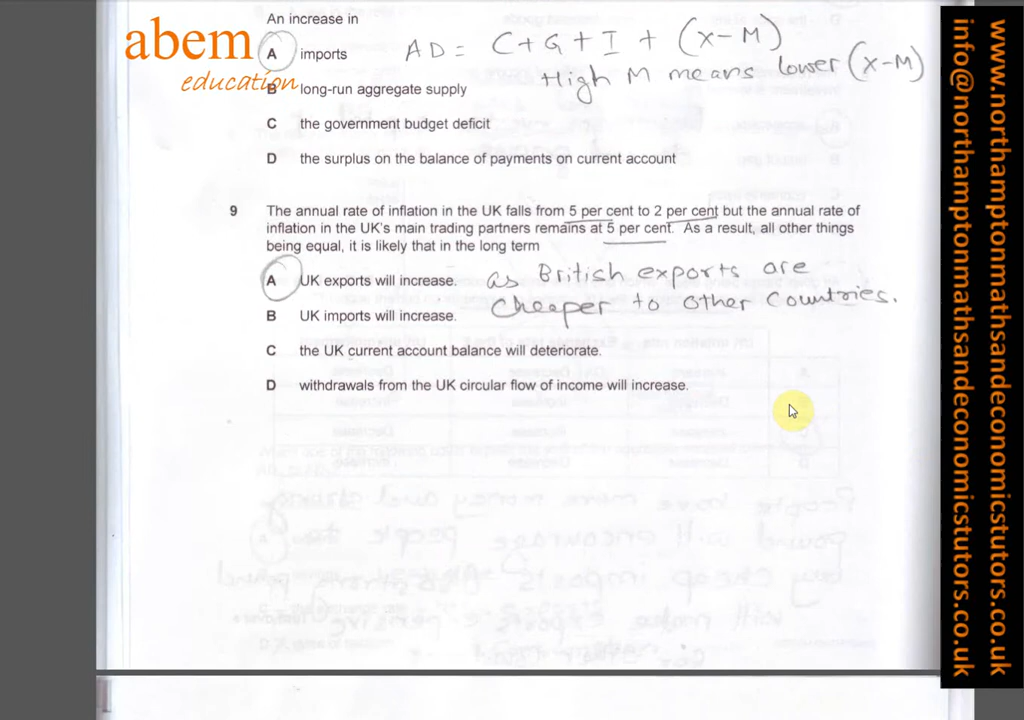 An increase in
abem
education
A imports
AD = C + G + I + (X - M)
High M means lower (X - M)
B long-run aggregate supply
C the government budget deficit
D the surplus on the balance of payments on current account
9 The annual rate of inflation in the UK falls from 5 per cent to 2 per cent but the annual rate of
inflation in the UK's main trading partners remains at 5 per cent. As a result, all other things
being equal, it is likely that in the long term
A UK exports will increase. as British exports are
cheaper to other countries.
B UK imports will increase.
C the UK current account balance will deteriorate.
D withdrawals from the UK circular flow of income will increase.
www.northamptonmathsandeconomicstutors.co.uk
info@northamptonmathsandeconomicstutors.co.uk